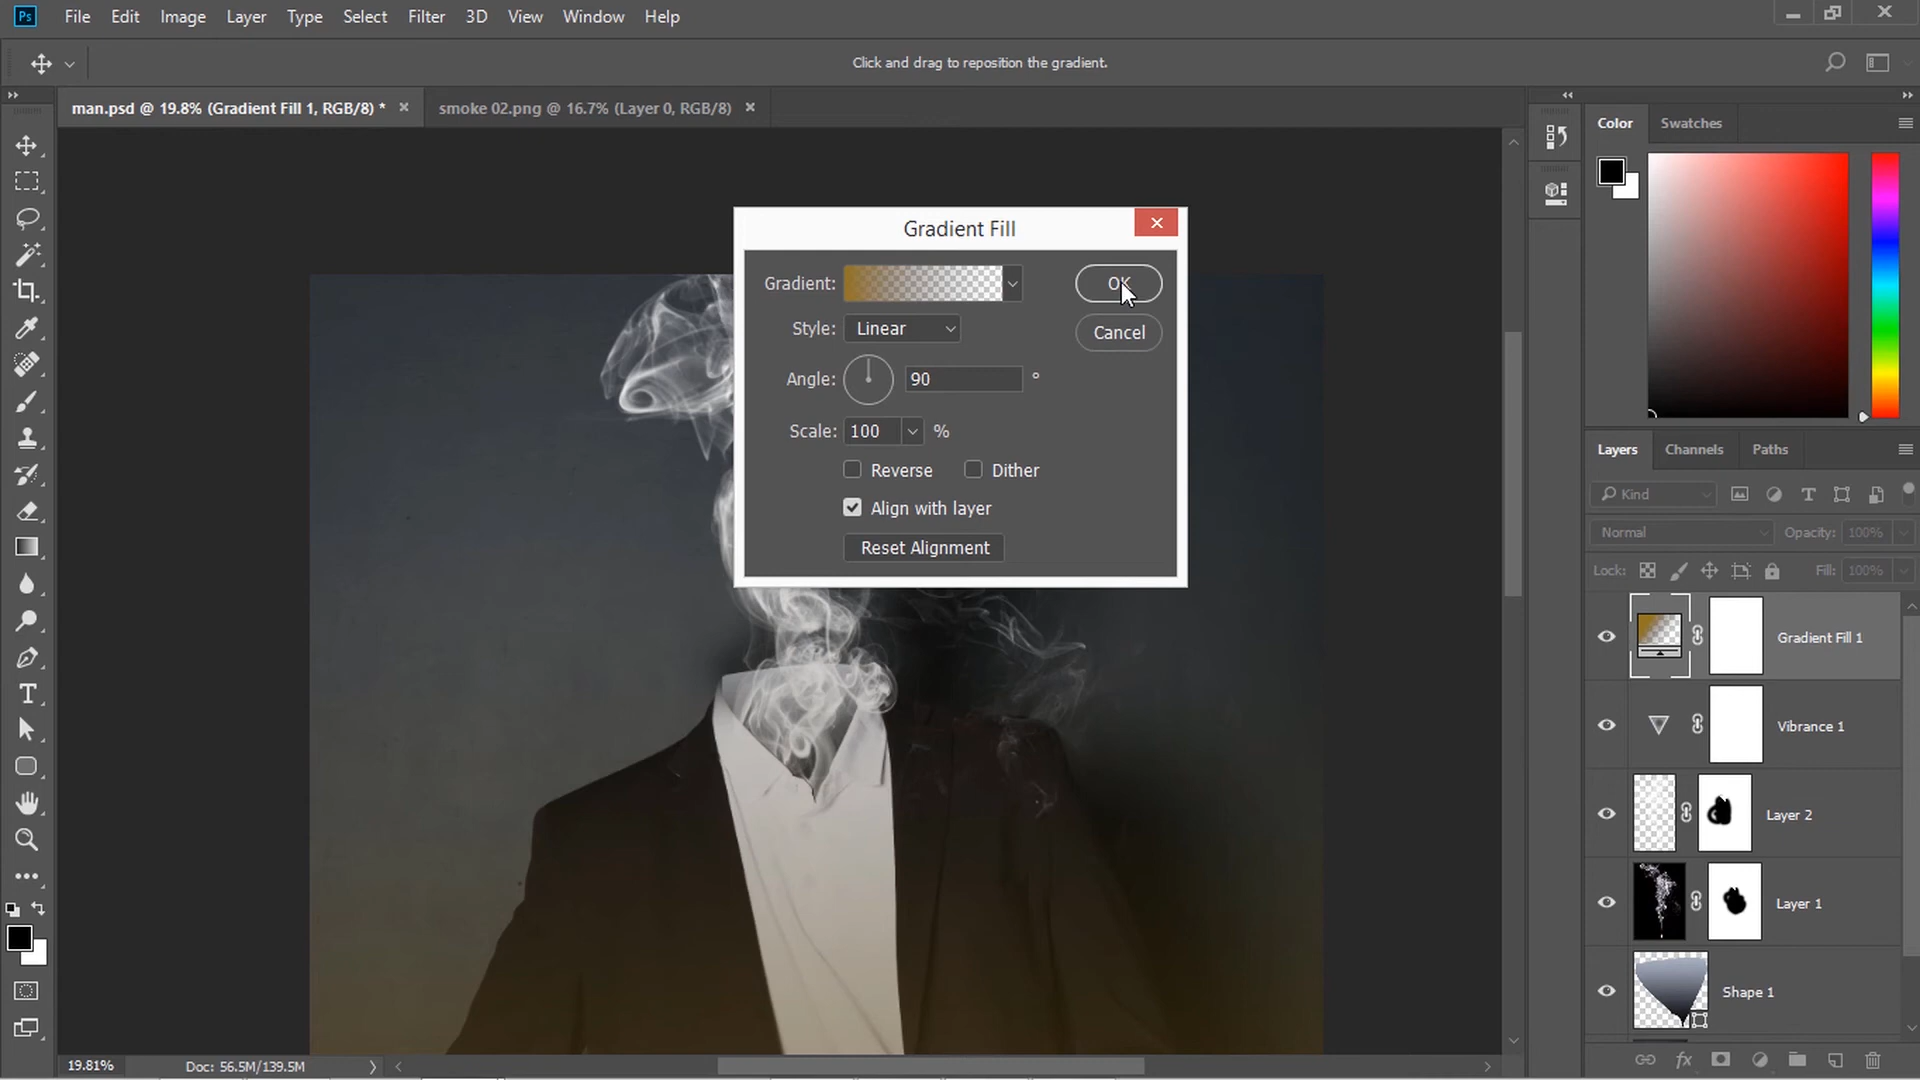 Ps File Edit Image Layer Type Select Filter 3D View Window Help
Click and drag to reposition the gradient.
man.psd @ 19.8% (Gradient Fill 1, RGB/8) * smoke 02.png @ 16.7% (Layer 0, RGB/8)
Color Swatches
Gradient Fill
Gradient: OK
Style: Linear Cancel
Angle: 90 °
Scale: 100 %
Reverse Dither
Align with layer
Reset Alignment
Layers Channels Paths
Kind
Normal Opacity: 100%
Lock: Fill: 100%
Gradient Fill 1
Vibrance 1
Layer 2
Layer 1
Shape 1
19.81% Doc: 56.5M/139.5M